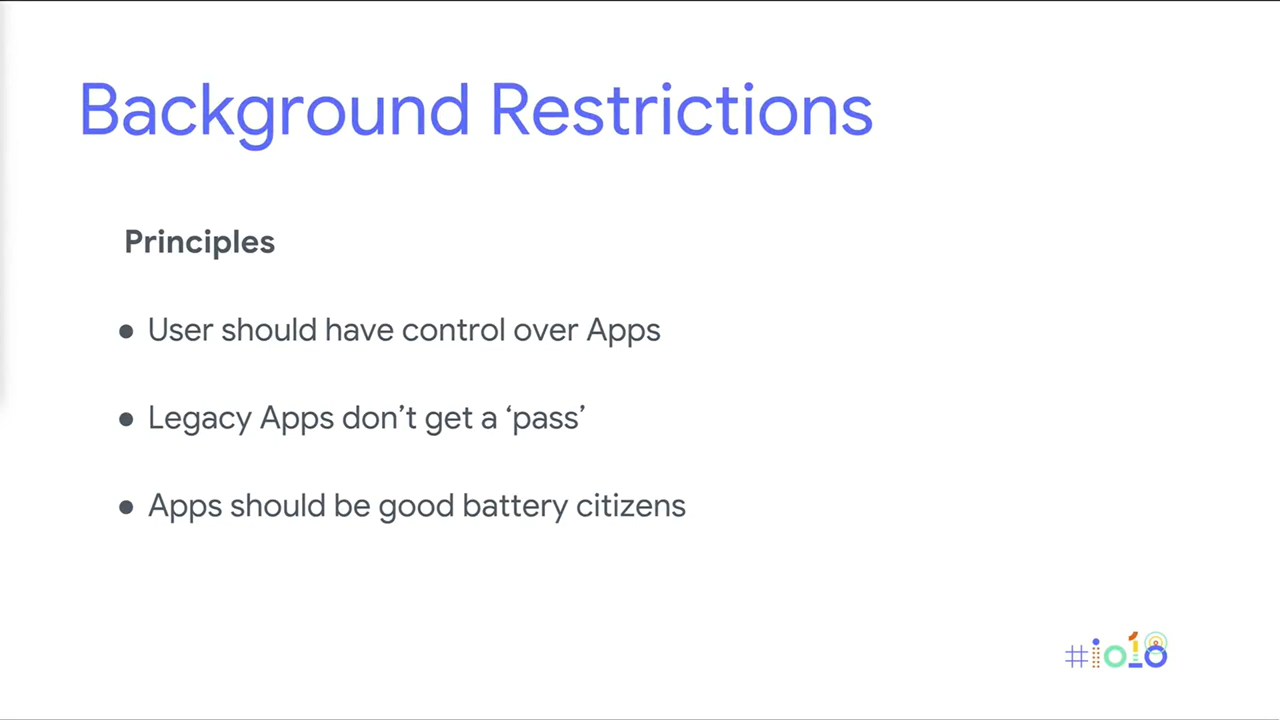 Background Restrictions
Principles
● User should have control over Apps
● Legacy Apps don’t get a ‘pass’
● Apps should be good battery citizens
#io18